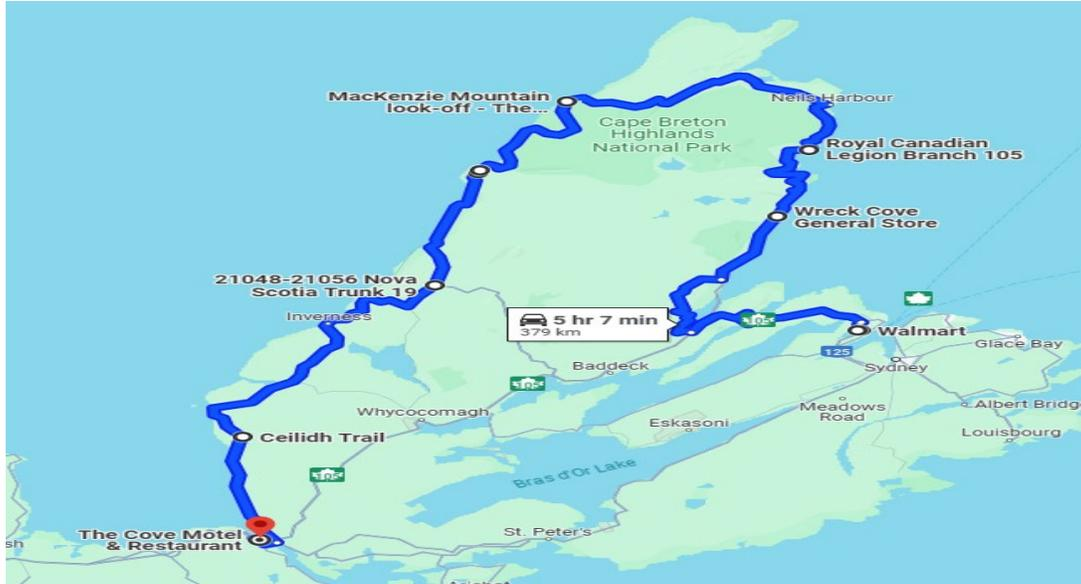 MacKenzie Mountain
look-off - The...
Neils Harbour
Cape Breton
Highlands
National Park
Royal Canadian
Legion Branch 105
Wreck Cove
General Store
21048-21056 Nova
Scotia Trunk 19
Inverness
5 hr 7 min
379 km
105
Walmart
125
Glace Bay
Sydney
Baddeck
105
Whycocomagh
Meadows
Road
Albert Bridg
Eskasoni
Louisbourg
Ceilidh Trail
105
Bras d'Or Lake
The Cove Motel
& Restaurant
St. Peter's
sh
Arichat